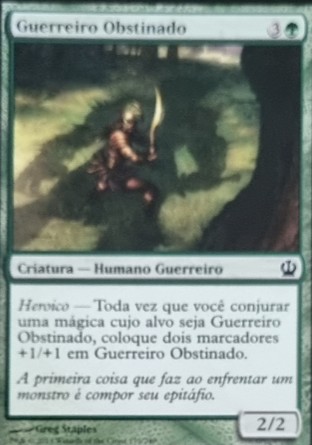 Guerreiro Obstinado 3
Criatura — Humano Guerreiro
Heroico — Toda vez que você conjurar
uma mágica cujo alvo seja Guerreiro
Obstinado, coloque dois marcadores
+1/+1 em Guerreiro Obstinado.
A primeira coisa que faz ao enfrentar um
monstro é compor seu epitáfio.
Greg Staples
2/2